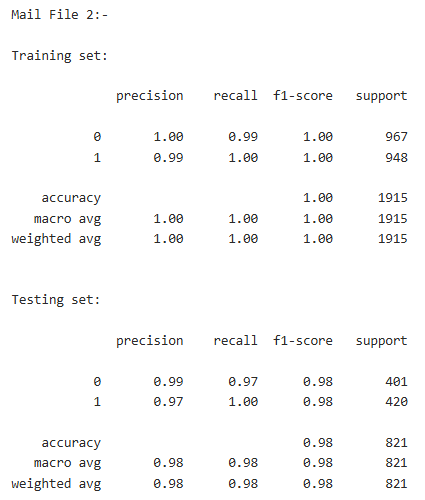 Mail File 2:-
Training set:
precision recall f1-score support
0 1.00 0.99 1.00 967
1 0.99 1.00 1.00 948
accuracy 1.00 1915
macro avg 1.00 1.00 1.00 1915
weighted avg 1.00 1.00 1.00 1915
Testing set:
precision recall f1-score support
0 0.99 0.97 0.98 401
1 0.97 1.00 0.98 420
accuracy 0.98 821
macro avg 0.98 0.98 0.98 821
weighted avg 0.98 0.98 0.98 821